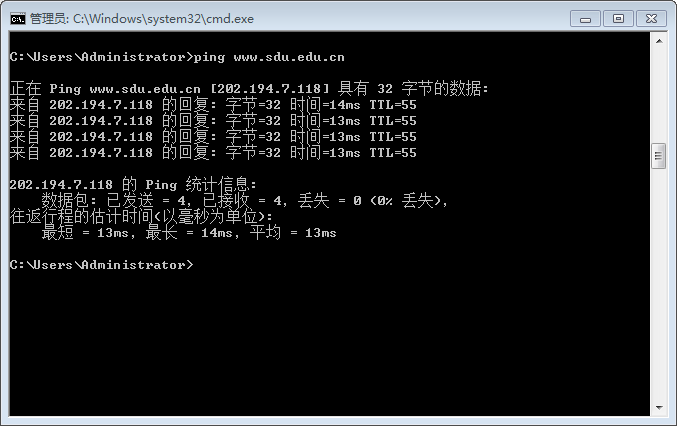 管理员: C:\Windows\system32\cmd.exe
C:\Users\Administrator>ping www.sdu.edu.cn
正在 Ping www.sdu.edu.cn [202.194.7.118] 具有 32 字节的数据:
来自 202.194.7.118 的回复: 字节=32 时间=14ms TTL=55
来自 202.194.7.118 的回复: 字节=32 时间=13ms TTL=55
来自 202.194.7.118 的回复: 字节=32 时间=13ms TTL=55
来自 202.194.7.118 的回复: 字节=32 时间=13ms TTL=55
202.194.7.118 的 Ping 统计信息:
数据包: 已发送 = 4, 已接收 = 4, 丢失 = 0 (0% 丢失),
往返行程的估计时间(以毫秒为单位):
最短 = 13ms, 最长 = 14ms, 平均 = 13ms
C:\Users\Administrator>